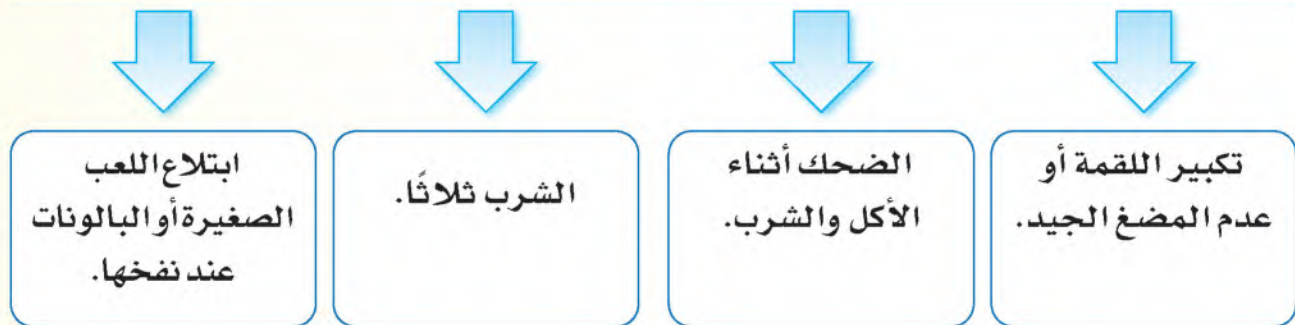 تكبير اللقمة أو
عدم المضغ الجيد.
الضحك أثناء
الأكل والشرب.
الشرب ثلاثًا.
ابتلاع اللعب
الصغيرة أو البالونات
عند نفخها.